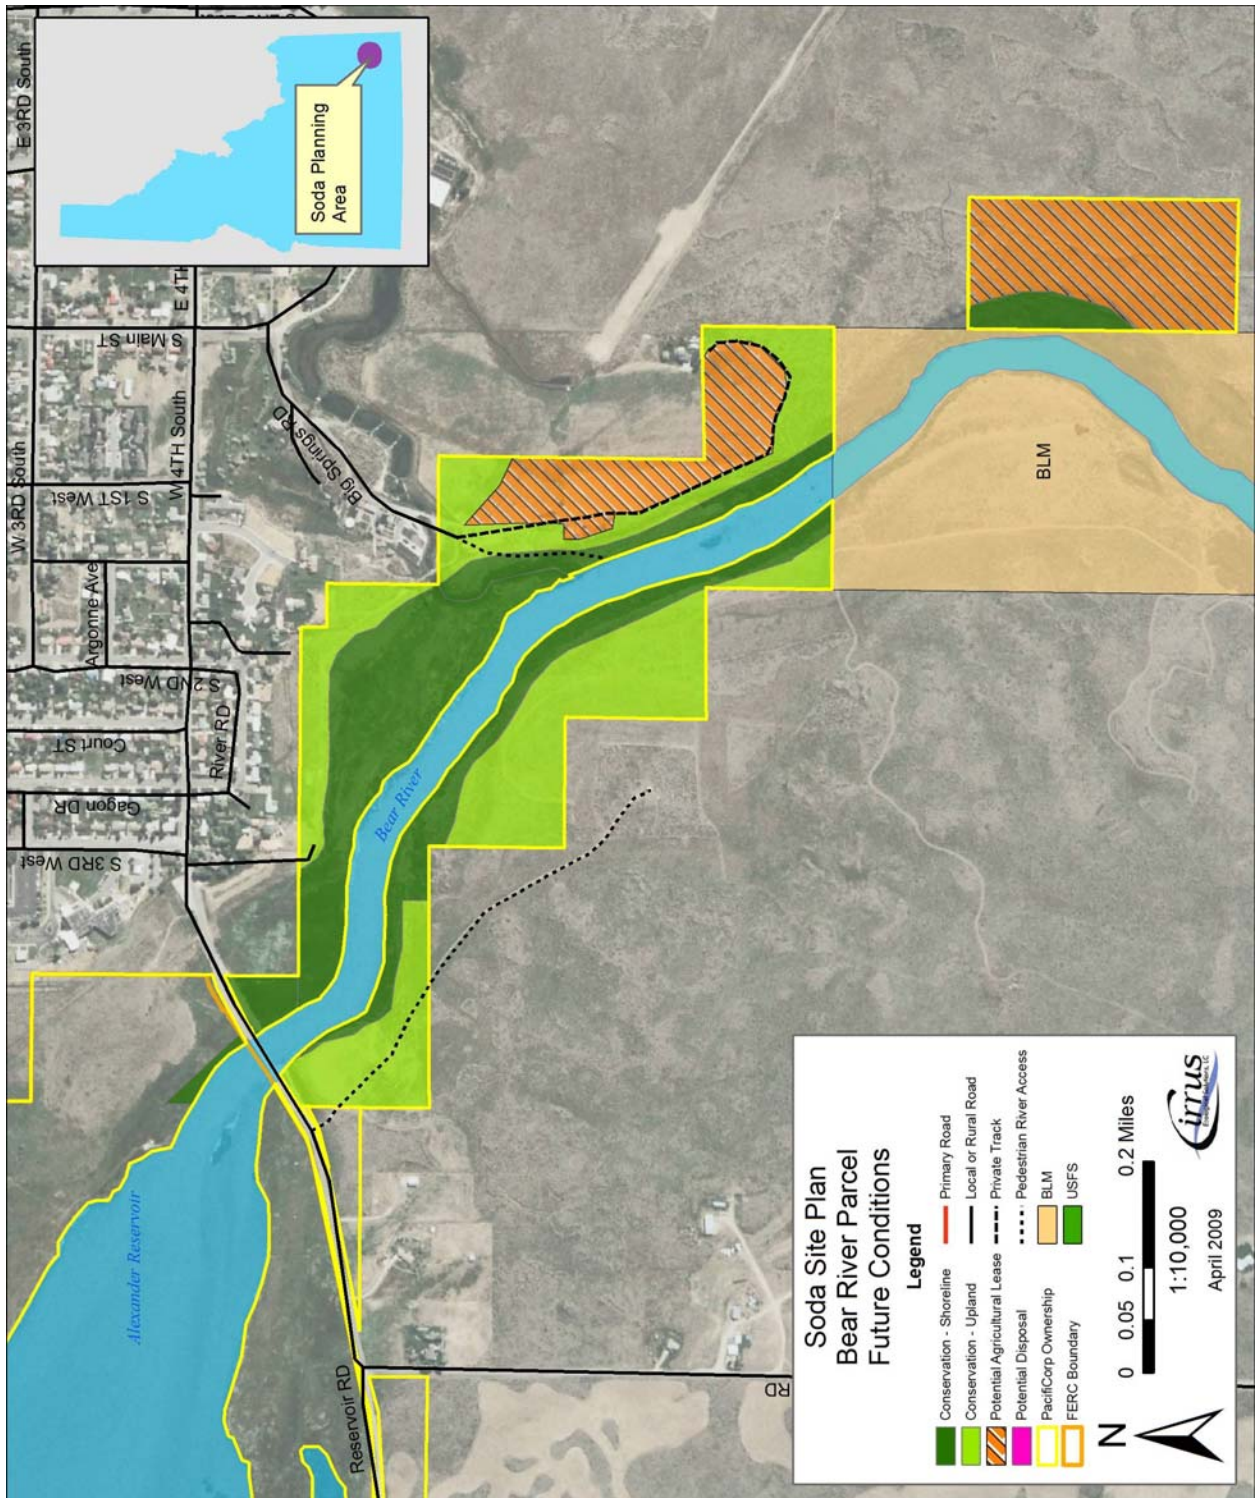 Soda Site Plan
Bear River Parcel
Future Conditions
Legend
Conservation - Shoreline
Conservation - Upland
Potential Agricultural Lease
Potential Disposal
PacifiCorp Ownership
FERC Boundary
Primary Road
Local or Rural Road
Private Track
Pedestrian River Access
BLM
USFS
N
0 0.05 0.1 0.2 Miles
1:10,000
April 2009
Cirrus
Soda Planning
Area
Alexander Reservoir
Bear River
BLM
Reservoir RD
RD
S 3RD West
Gagon DR
Court ST
River RD
S 2ND West
Argonne Ave
S 1ST West
W 3RD South
W 4TH South
Big Springs RD
S Main ST
E 4TH
E 3RD South